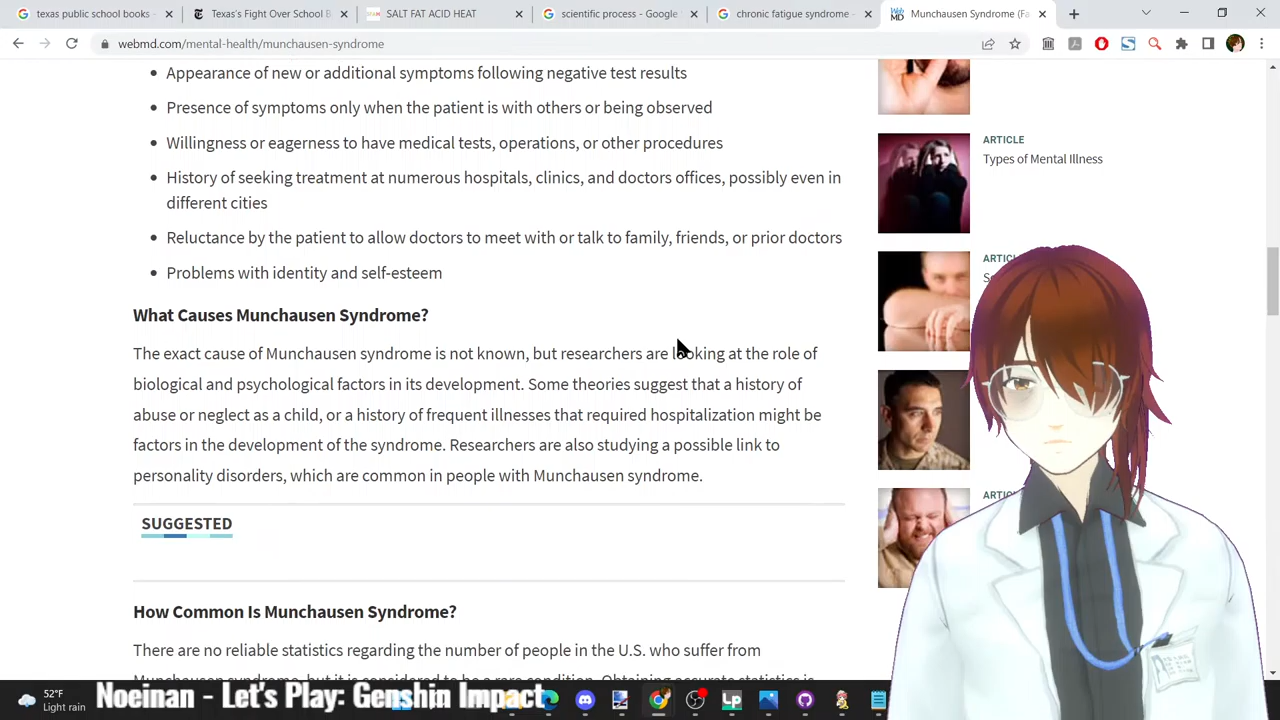 texas public school books -
Texas's Fight Over School B
SALT FAT ACID HEAT
scientific process - Google
chronic fatigue syndrome -
Munchausen Syndrome (Fa
webmd.com/mental-health/munchausen-syndrome
Appearance of new or additional symptoms following negative test results
Presence of symptoms only when the patient is with others or being observed
Willingness or eagerness to have medical tests, operations, or other procedures
History of seeking treatment at numerous hospitals, clinics, and doctors offices, possibly even in
different cities
Reluctance by the patient to allow doctors to meet with or talk to family, friends, or prior doctors
Problems with identity and self-esteem
What Causes Munchausen Syndrome?
The exact cause of Munchausen syndrome is not known, but researchers are looking at the role of
biological and psychological factors in its development. Some theories suggest that a history of
abuse or neglect as a child, or a history of frequent illnesses that required hospitalization might be
factors in the development of the syndrome. Researchers are also studying a possible link to
personality disorders, which are common in people with Munchausen syndrome.
SUGGESTED
How Common Is Munchausen Syndrome?
There are no reliable statistics regarding the number of people in the U.S. who suffer from
ARTICLE
Types of Mental Illness
52°F
Light rain
Noeinan - Let's Play: Genshin Impact